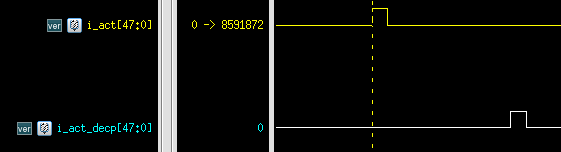 ver i_act[47:0] 0 -> 8591872
ver i_act_decp[47:0] 0